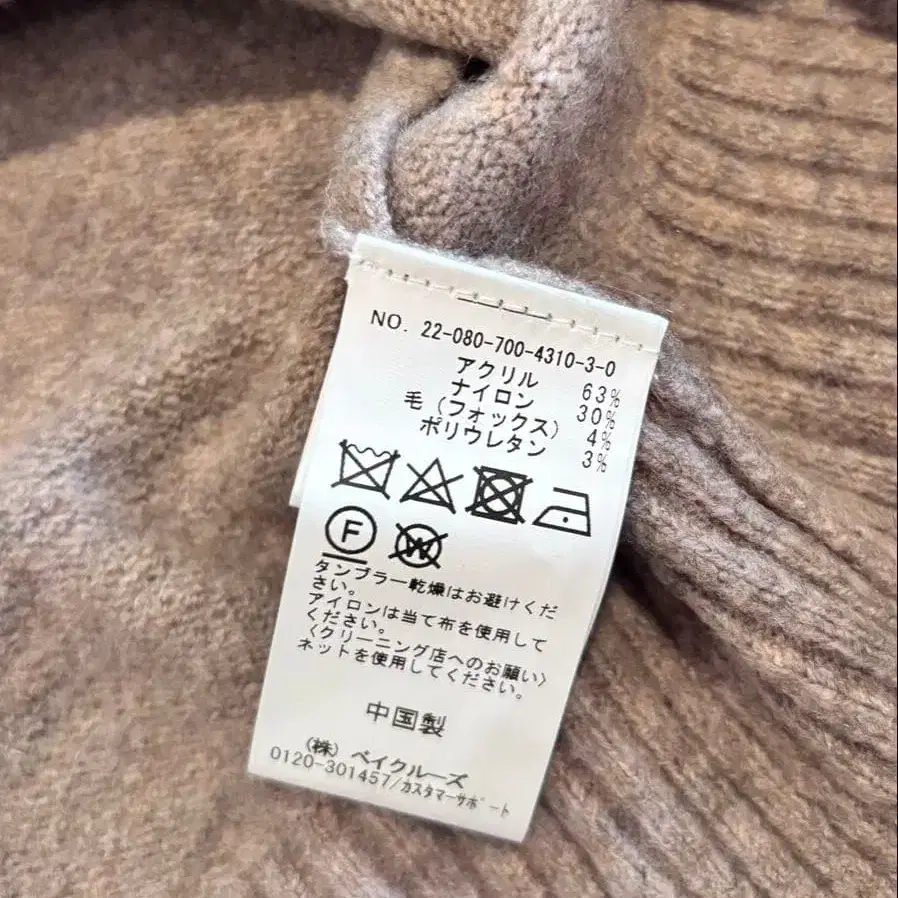 NO. 22-080-700-4310-3-0
アクリル 63%
ナイロン 30%
毛(フォックス) 4%
ポリウレタン 3%
F W
タンブラー乾燥はお避けくだ
さい。
アイロンは当て布を使用して
ください。
〈クリーニング店へのお願い〉
ネットを使用してください。
中国製
(株) ベイクルーズ
0120-301457/カスタマーサポート